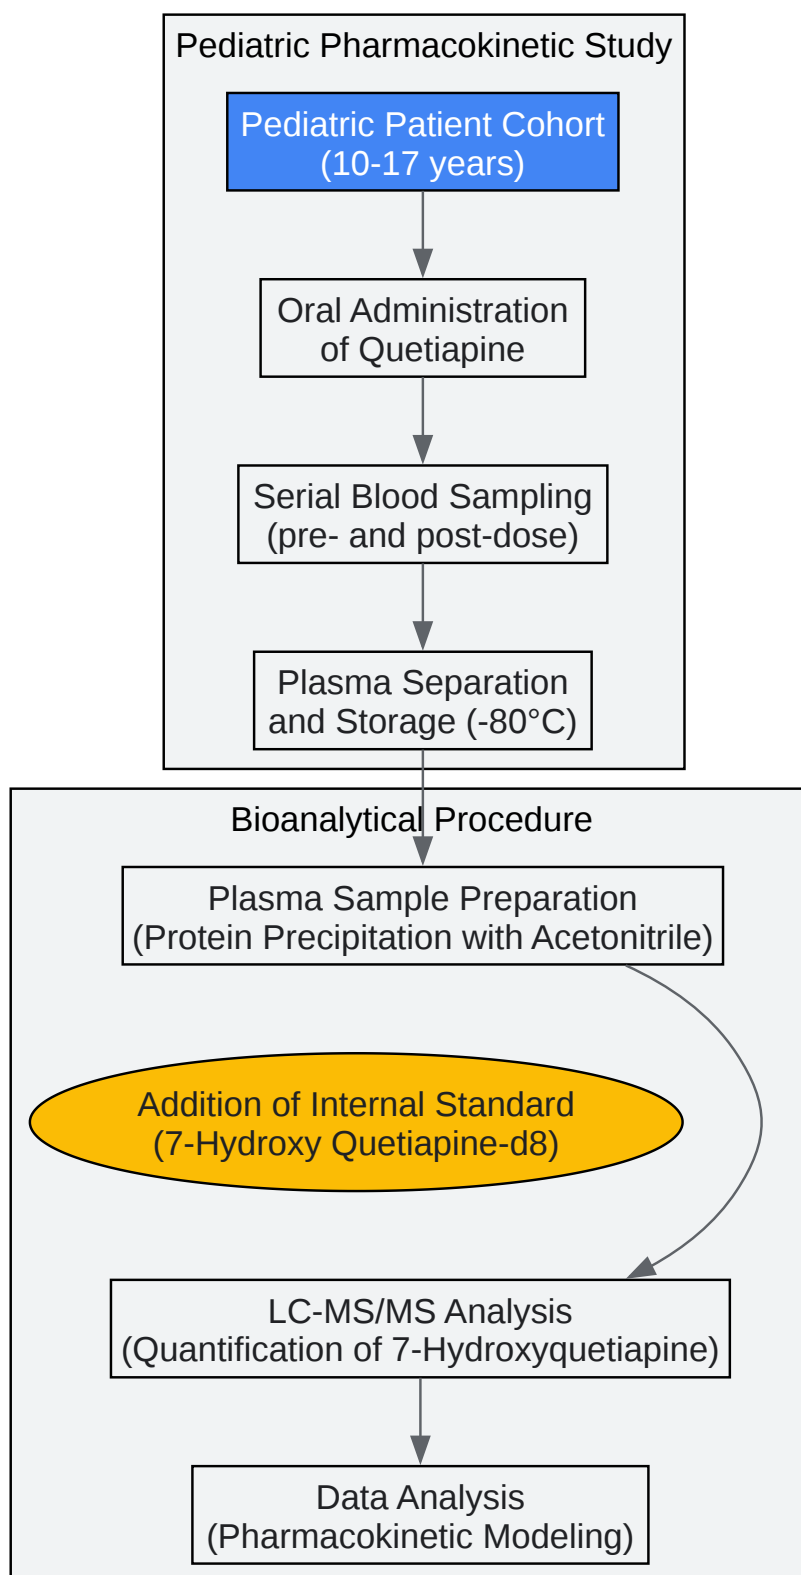 Pediatric Pharmacokinetic Study
Pediatric Patient Cohort
(10-17 years)
Oral Administration
of Quetiapine
Serial Blood Sampling
(pre- and post-dose)
Plasma Separation
and Storage (-80°C)
Bioanalytical Procedure
Plasma Sample Preparation
(Protein Precipitation with Acetonitrile)
Addition of Internal Standard
(7-Hydroxy Quetiapine-d8)
LC-MS/MS Analysis
(Quantification of 7-Hydroxyquetiapine)
Data Analysis
(Pharmacokinetic Modeling)